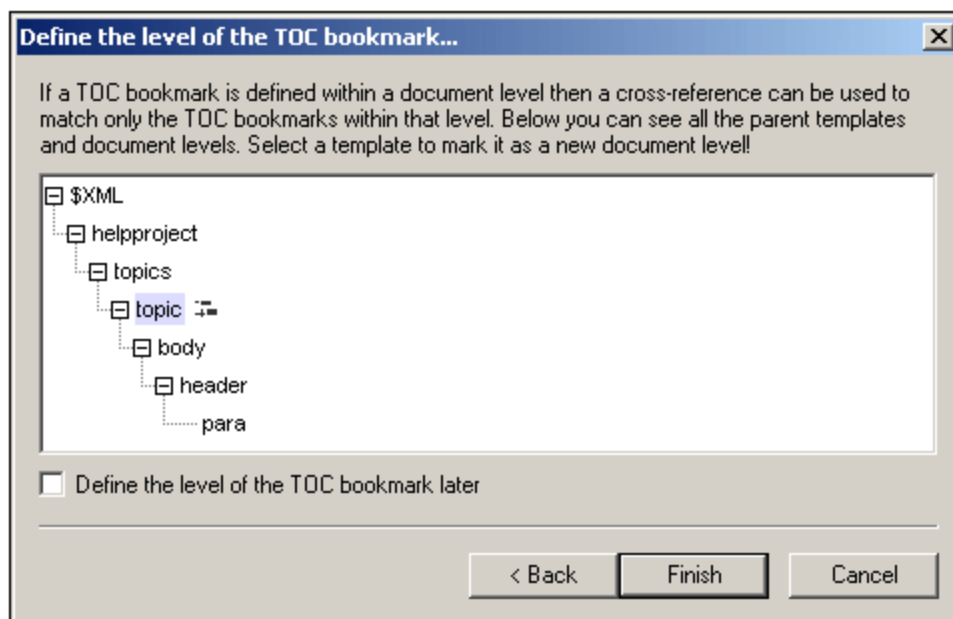 Define the level of the TOC bookmark...
If a TOC bookmark is defined within a document level then a cross-reference can be used to
match only the TOC bookmarks within that level. Below you can see all the parent templates
and document levels. Select a template to mark it as a new document level!
$XML
helpproject
topics
topic
body
header
para
Define the level of the TOC bookmark later
< Back
Finish
Cancel